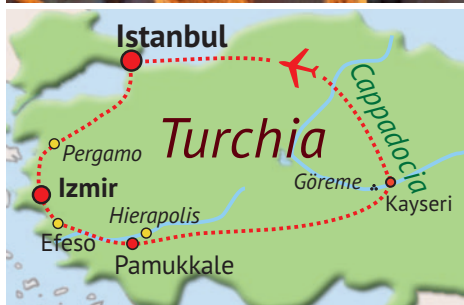 Istanbul
Cappadocia
Turchia
Pergamo
Göreme
Izmir
Kayseri
Hierapolis
Efeso
Pamukkale